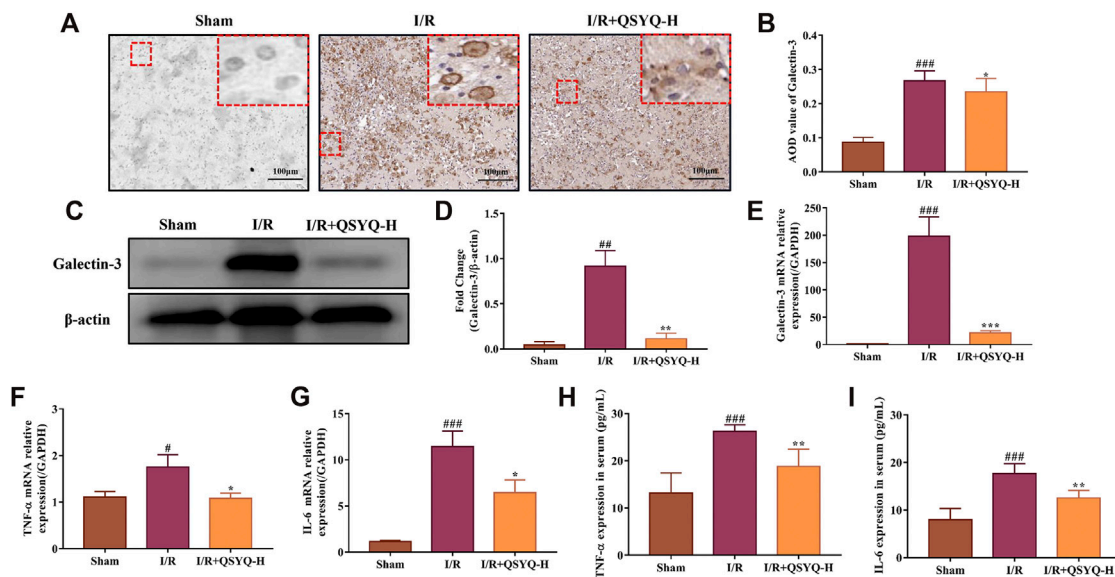 A
Sham
I/R
I/R+QSYQ-H
100μm
100μm
100μm
B
AOD value of Galectin-3
0.4
0.3
0.2
0.1
0.0
###
*
Sham
I/R
I/R+QSYQ-H
C
Sham
I/R
I/R+QSYQ-H
Galectin-3
β-actin
D
Fold Change
(Galectin-3/β-actin)
1.5
1.0
0.5
0.0
##
**
Sham
I/R
I/R+QSYQ-H
E
Galectin-3 mRNA relative
expression(/GAPDH)
250
200
150
100
50
0
###
***
Sham
I/R
I/R+QSYQ-H
F
TNF-α mRNA relative
expression(/GAPDH)
3
2
1
0
#
*
Sham
I/R
I/R+QSYQ-H
G
IL-6 mRNA relative
expression(/GAPDH)
15
10
5
0
###
*
Sham
I/R
I/R+QSYQ-H
H
TNF-α expression in serum (pg/mL)
40
30
20
10
0
###
**
Sham
I/R
I/R+QSYQ-H
I
IL-6 expression in serum (pg/mL)
30
20
10
0
###
**
Sham
I/R
I/R+QSYQ-H